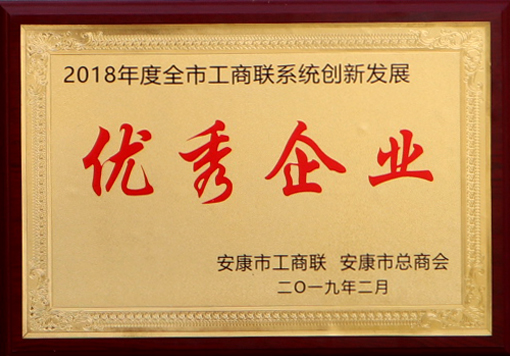 2018年度全市工商联系统创新发展
优秀企业
安康市工商联 安康市总商会
二〇一九年二月